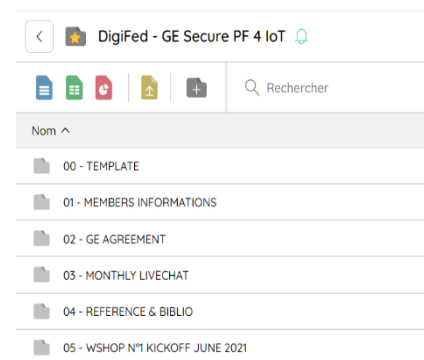 DigiFed - GE Secure PF 4 IoT
Rechercher
Nom
00 - TEMPLATE
01 - MEMBERS INFORMATIONS
02 - GE AGREEMENT
03 - MONTHLY LIVECHAT
04 - REFERENCE & BIBLIO
05 - WSHOP N°1 KICKOFF JUNE 2021